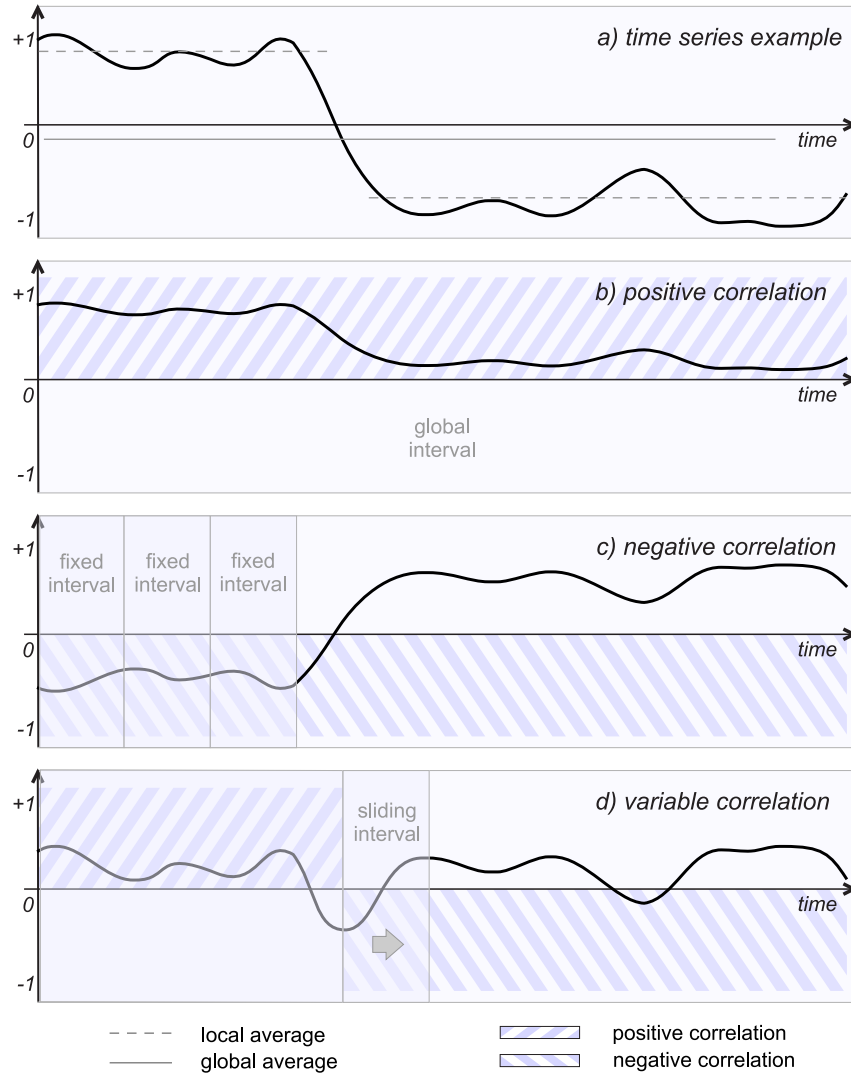 +1
a) time series example
0
time
-1
+1
b) positive correlation
0
time
global
interval
-1
+1
c) negative correlation
fixed
interval
fixed
interval
fixed
interval
0
time
-1
+1
d) variable correlation
sliding
interval
0
time
-1
local average
global average
positive correlation
negative correlation